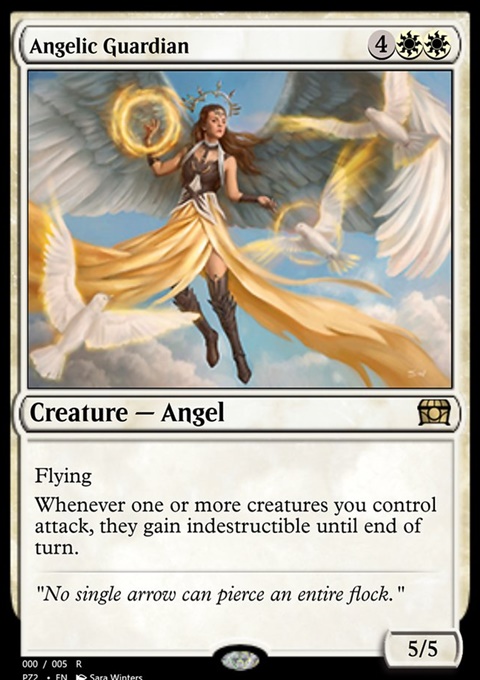 Angelic Guardian 4
Creature — Angel
Flying
Whenever one or more creatures you control
attack, they gain indestructible until end of
turn.
"No single arrow can pierce an entire flock."
5/5
000 / 005 R
PZ2 • EN Sara Winters